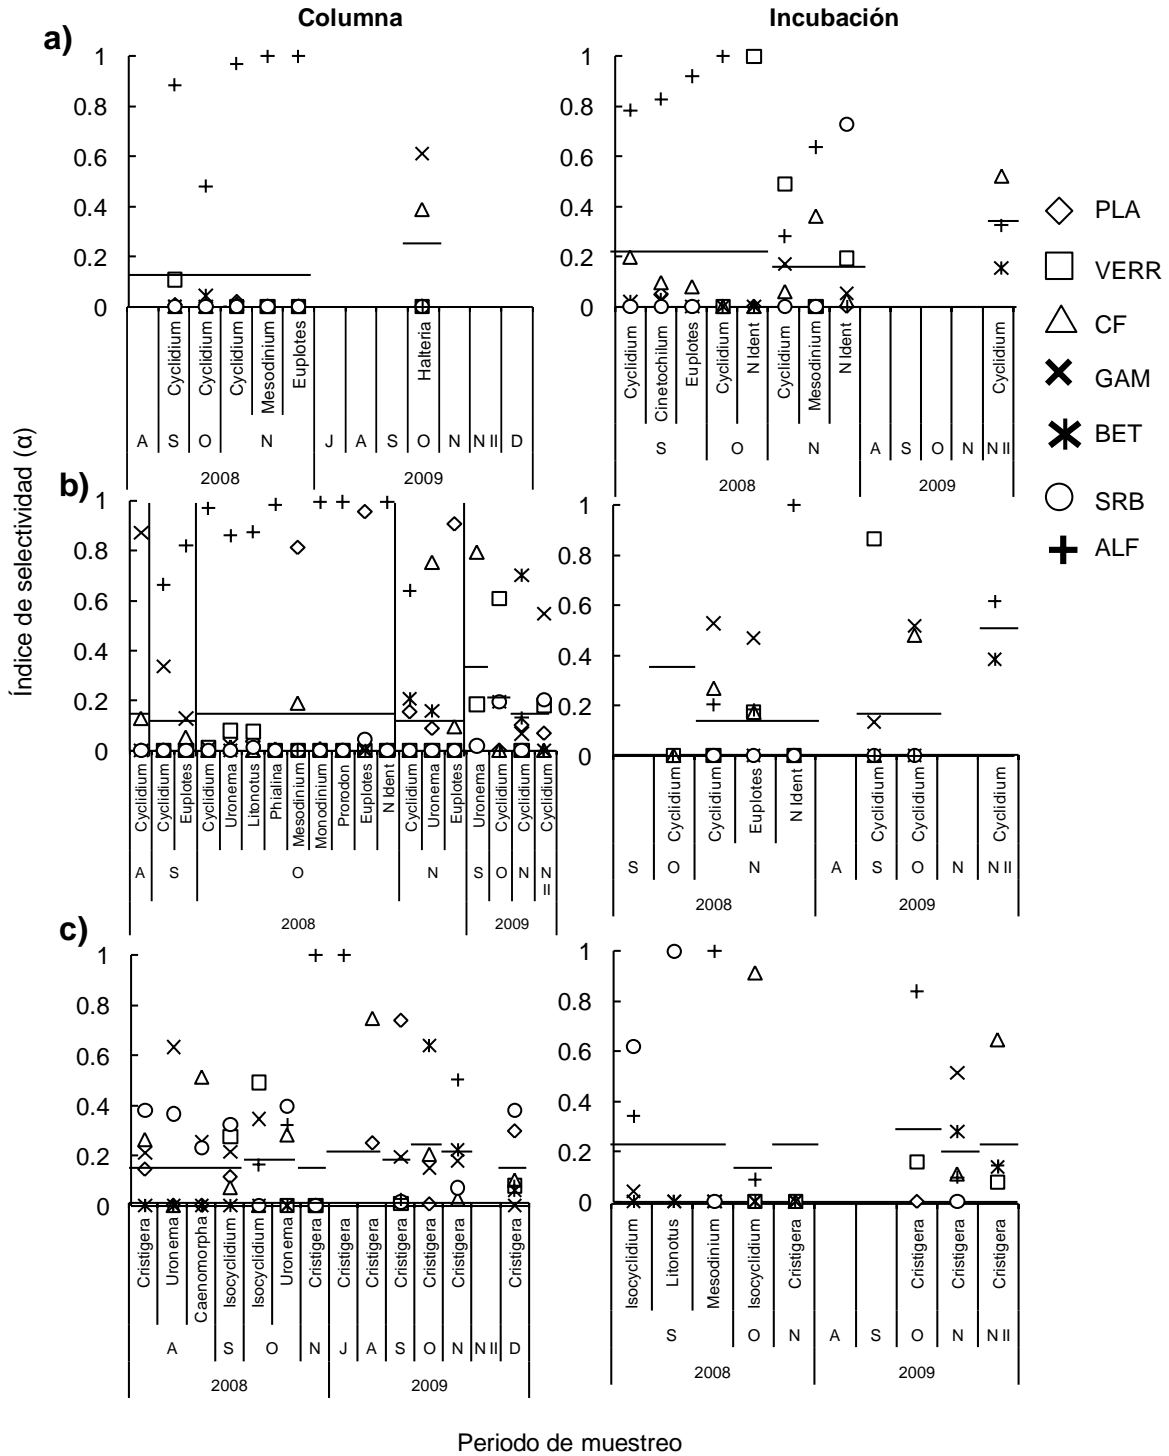 Columna Incubación
a)
1 1
0.8 0.8
0.6 0.6
0.4 0.4
0.2 0.2
0 0
Cyclidium Cyclidium Cyclidium Mesodinium Euplotes Halteria
Cyclidium Cinetochilum Euplotes Cyclidium N Ident Cyclidium Mesodinium N Ident Cyclidium
A S O N J A S O N N II D
S O N A S O N N II
2008 2009
2008 2009
PLA
VERR
CF
GAM
BET
SRB
ALF
Índice de selectividad (α)
b)
1 1
0.8 0.8
0.6 0.6
0.4 0.4
0.2 0.2
0 0
Cyclidium Cyclidium Euplotes Cyclidium Uronema Litonotus Phialina Mesodinium Monodinium Prorodon Euplotes N Ident Cyclidium Uronema Euplotes Uronema Cyclidium Cyclidium Cyclidium
Cyclidium Cyclidium Euplotes N Ident Cyclidium Cyclidium Cyclidium
A S O N S O N N II
S O N A S O N N II
2008 2009
2008 2009
c)
1 1
0.8 0.8
0.6 0.6
0.4 0.4
0.2 0.2
0 0
Cristigera Uronema Caenomorpha Isocyclidium Isocyclidium Uronema Cristigera Cristigera Cristigera Cristigera Cristigera Cristigera Cristigera
Isocyclidium Litonotus Mesodinium Isocyclidium Cristigera Cristigera Cristigera Cristigera
A S O N J A S O N N II D
S O N A S O N N II
2008 2009
2008 2009
Periodo de muestreo